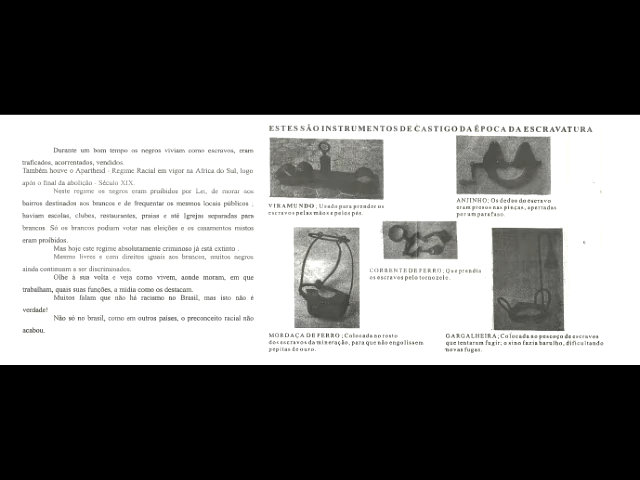 Durante um bom tempo os negros viviam como escravos, eram
traficados, acorrentados, vendidos.
Também houve o Apartheid - Regime Racial em vigor na Africa do Sul, logo
após o final da abolição - Século XIX.
Neste regime os negros eram proibidos por Lei, de morar nos
bairros destinados aos brancos e de frequentar os mesmos locais públicos ;
haviam escolas, clubes, restaurantes, praias e até Igrejas separadas para
brancos. Só os brancos podiam votar nas eleições e os casamentos mistos
eram proibidos.
Mas hoje este regime absolutamente criminoso já está extinto .
Mesmo livres e com direitos iguais aos brancos, muitos negros
ainda continuam a ser discriminados.
Olhe à sua volta e veja como vivem, aonde moram, em que
trabalham, quais suas funções, a mídia como os destacam.
Muitos falam que não há racismo no Brasil, mas isto não é
verdade!
Não só no brasil, como em outros países, o preconceito racial não
acabou.
ESTES SÃO INSTRUMENTOS DE CASTIGO DA ÉPOCA DA ESCRAVATURA
VIRAMUNDO ; Usado para prender os
escravos pelas mãos e pelos pés.
ANJINHO; Os dedos do escravo
eram presos nas pinças, apertadas
por um parafuso.
CORRENTE DE FERRO ; Que prendia
os escravos pelo tornozelo.
MORDAÇA DE FERRO ; Colocada no rosto
dos escravos da mineração, para que não engolissem
pepitas de ouro.
GARGALHEIRA ; Colocada no pescoço do escravos
que tentaram fugir; o sino fazia barulho, dificultando
novas fugas.